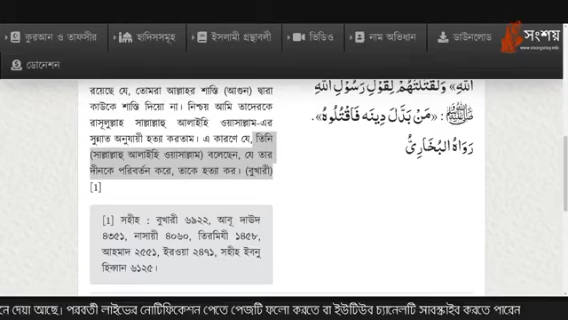 কুরআন ও তাফসীর
হাদিসসমূহ
ইসলামী গ্রন্থাবলী
ভিডিও
নাম অভিধান
ডাউনলোড
সংশয়
ডোনেশন
রয়েছে যে, তোমরা আল্লাহর শাস্তি (আগুন) দ্বারা
কাউকে শাস্তি দিয়ো না। নিশ্চয় আমি তাদেরকে
রাসূলুল্লাহ সাল্লাল্লাহু আলাইহি ওয়াসাল্লাম-এর
সুন্নাত অনুযায়ী হত্যা করতাম। এ কারণে যে, তিনি
(সাল্লাল্লাহু আলাইহি ওয়াসাল্লাম) বলেছেন, যে তার
দীনকে পরিবর্তন করে, তাকে হত্যা কর। (বুখারী)
[1]
اللَّهِ» وَلَقَتَلْتُهُمْ لِقَوْلِ رَسُولِ اللَّهِ
ﷺ: «مَنْ بَدَّلَ دِينَه فَاقْتُلُوهُ».
رَوَاهُ البُخَارِيُّ
[1] সহীহ : বুখারী ৬৯২২, আবূ দাঊদ
৪৩৫১, নাসায়ী ৪০৬০, তিরমিযী ১৪৫৮,
আহমাদ ২৫৫১, ইরওয়া ২৪৭১, সহীহ ইবনু
হিব্বান ৬১২৫।
নে দেয়া আছে। পরবর্তী লাইভের নোটিফিকেশন পেতে পেজটি ফলো করতে বা ইউটিউব চ্যানেলটি সাবস্ক্রাইব করতে পারেন